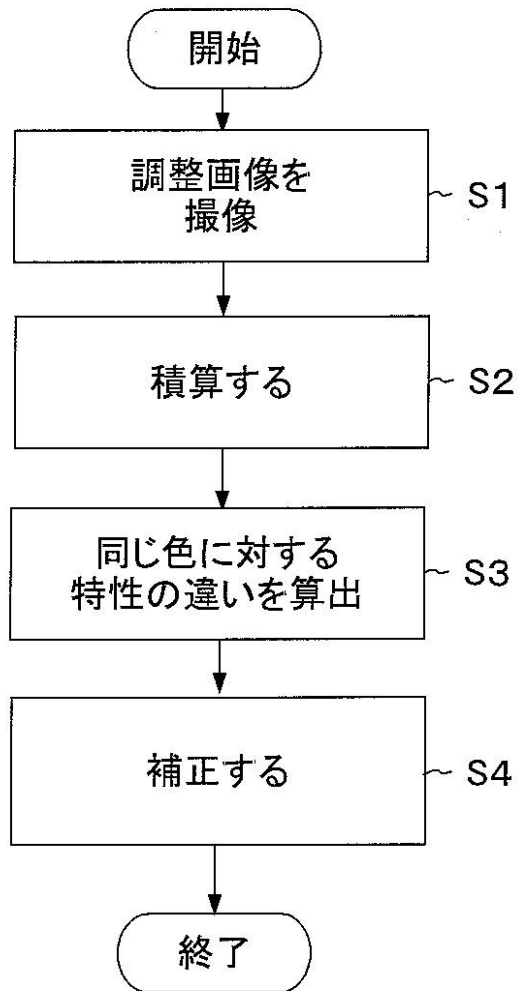 開始
調整画像を
撮像
S1
積算する
S2
同じ色に対する
特性の違いを算出
S3
補正する
S4
終了